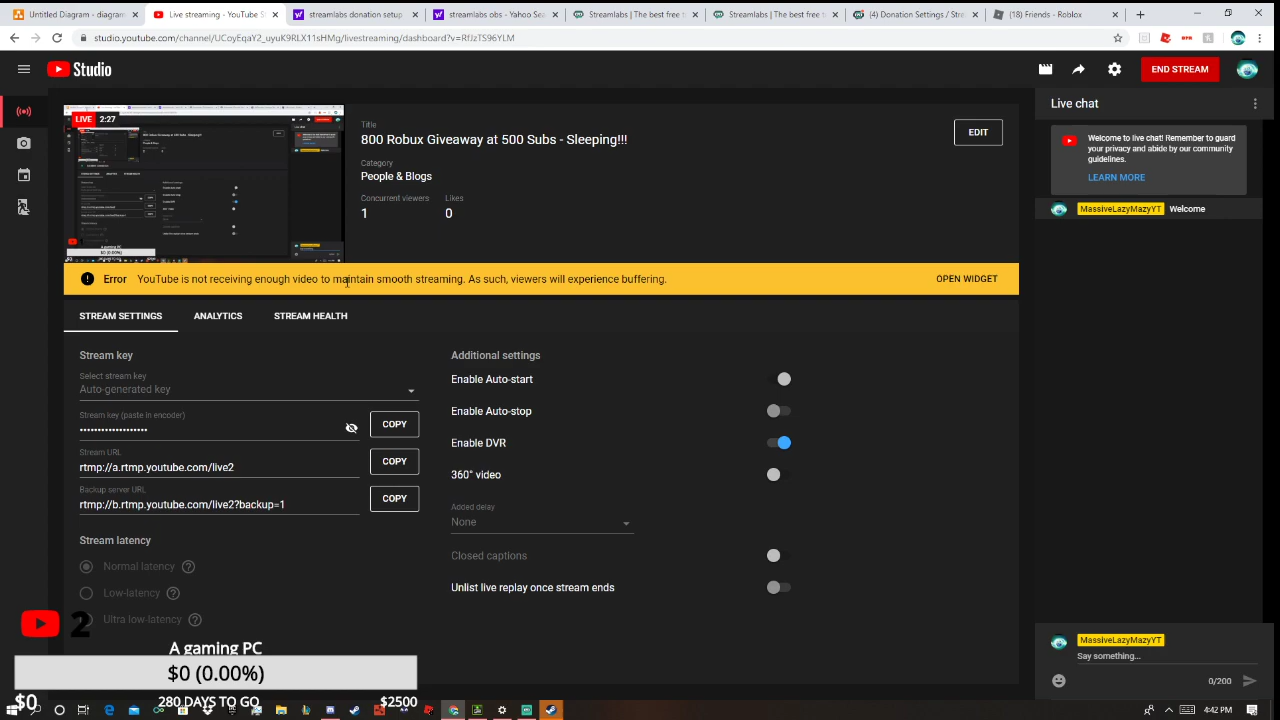 Untitled Diagram - diagram
Live streaming - YouTube S
streamlabs donation setup
streamlabs obs - Yahoo Sea
Streamlabs | The best free t
Streamlabs | The best free t
(4) Donation Settings / Stre
(18) Friends - Roblox
studio.youtube.com/channel/UCoyEqaY2_uyuK9RLX11sHMg/livestreaming/dashboard?v=RfJzTS96YLM
Studio
END STREAM
LIVE 2:27
Title
500 Robux Giveaway at 500 Subs - Sleeping!!!
EDIT
Category
People & Blogs
Concurrent viewers
Likes
1
0
Live chat
Welcome to live chat! Remember to guard
your privacy and abide by our community
guidelines.
LEARN MORE
MassiveLazyMazyYT Welcome
Error YouTube is not receiving enough video to maintain smooth streaming. As such, viewers will experience buffering.
OPEN WIDGET
STREAM SETTINGS
ANALYTICS
STREAM HEALTH
Stream key
Select stream key
Auto-generated key
Stream key (paste in encoder)
••••••••••••••••••••
COPY
Stream URL
rtmp://a.rtmp.youtube.com/live2
COPY
Backup server URL
rtmp://b.rtmp.youtube.com/live2?backup=1
COPY
Stream latency
Normal latency
Low-latency
Ultra low-latency
Additional settings
Enable Auto-start
Enable Auto-stop
Enable DVR
360° video
Added delay
None
Closed captions
Unlist live replay once stream ends
2
A gaming PC
$0 (0.00%)
$0
280 DAYS TO GO
$2500
MassiveLazyMazyYT
Say something...
0/200
4:42 PM